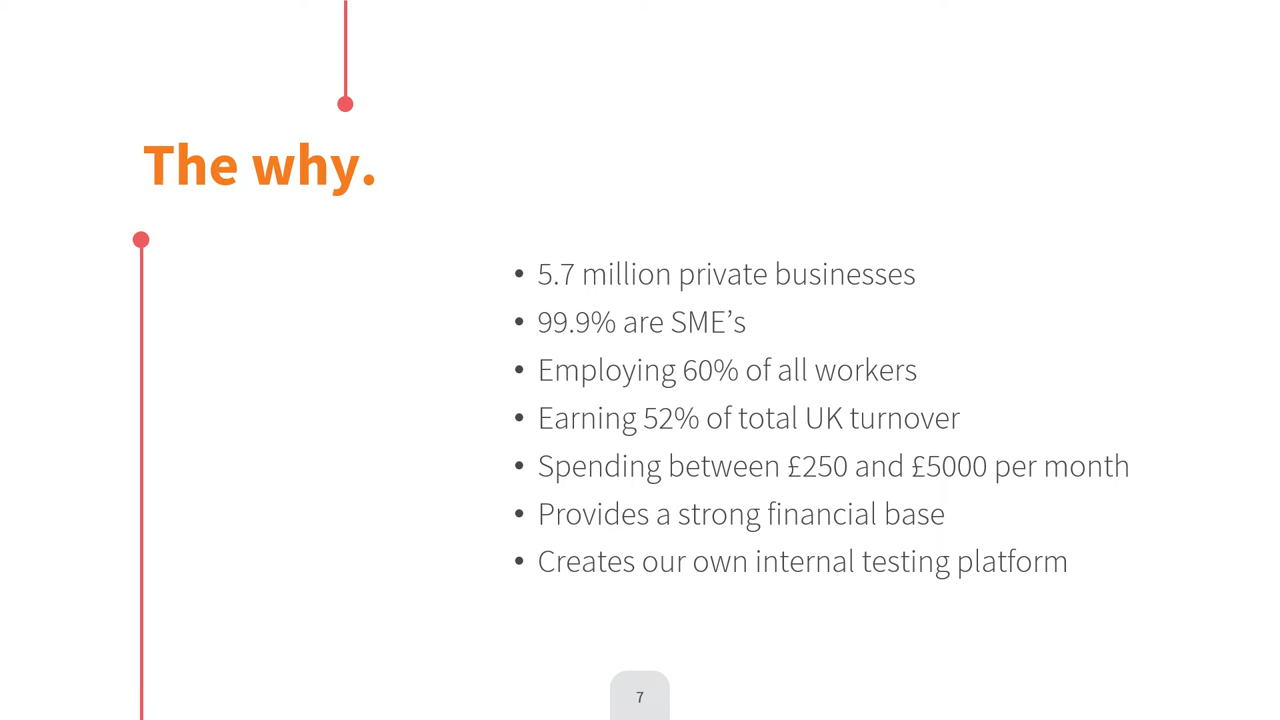 The why.
• 5.7 million private businesses
• 99.9% are SME’s
• Employing 60% of all workers
• Earning 52% of total UK turnover
• Spending between £250 and £5000 per month
• Provides a strong financial base
• Creates our own internal testing platform
7